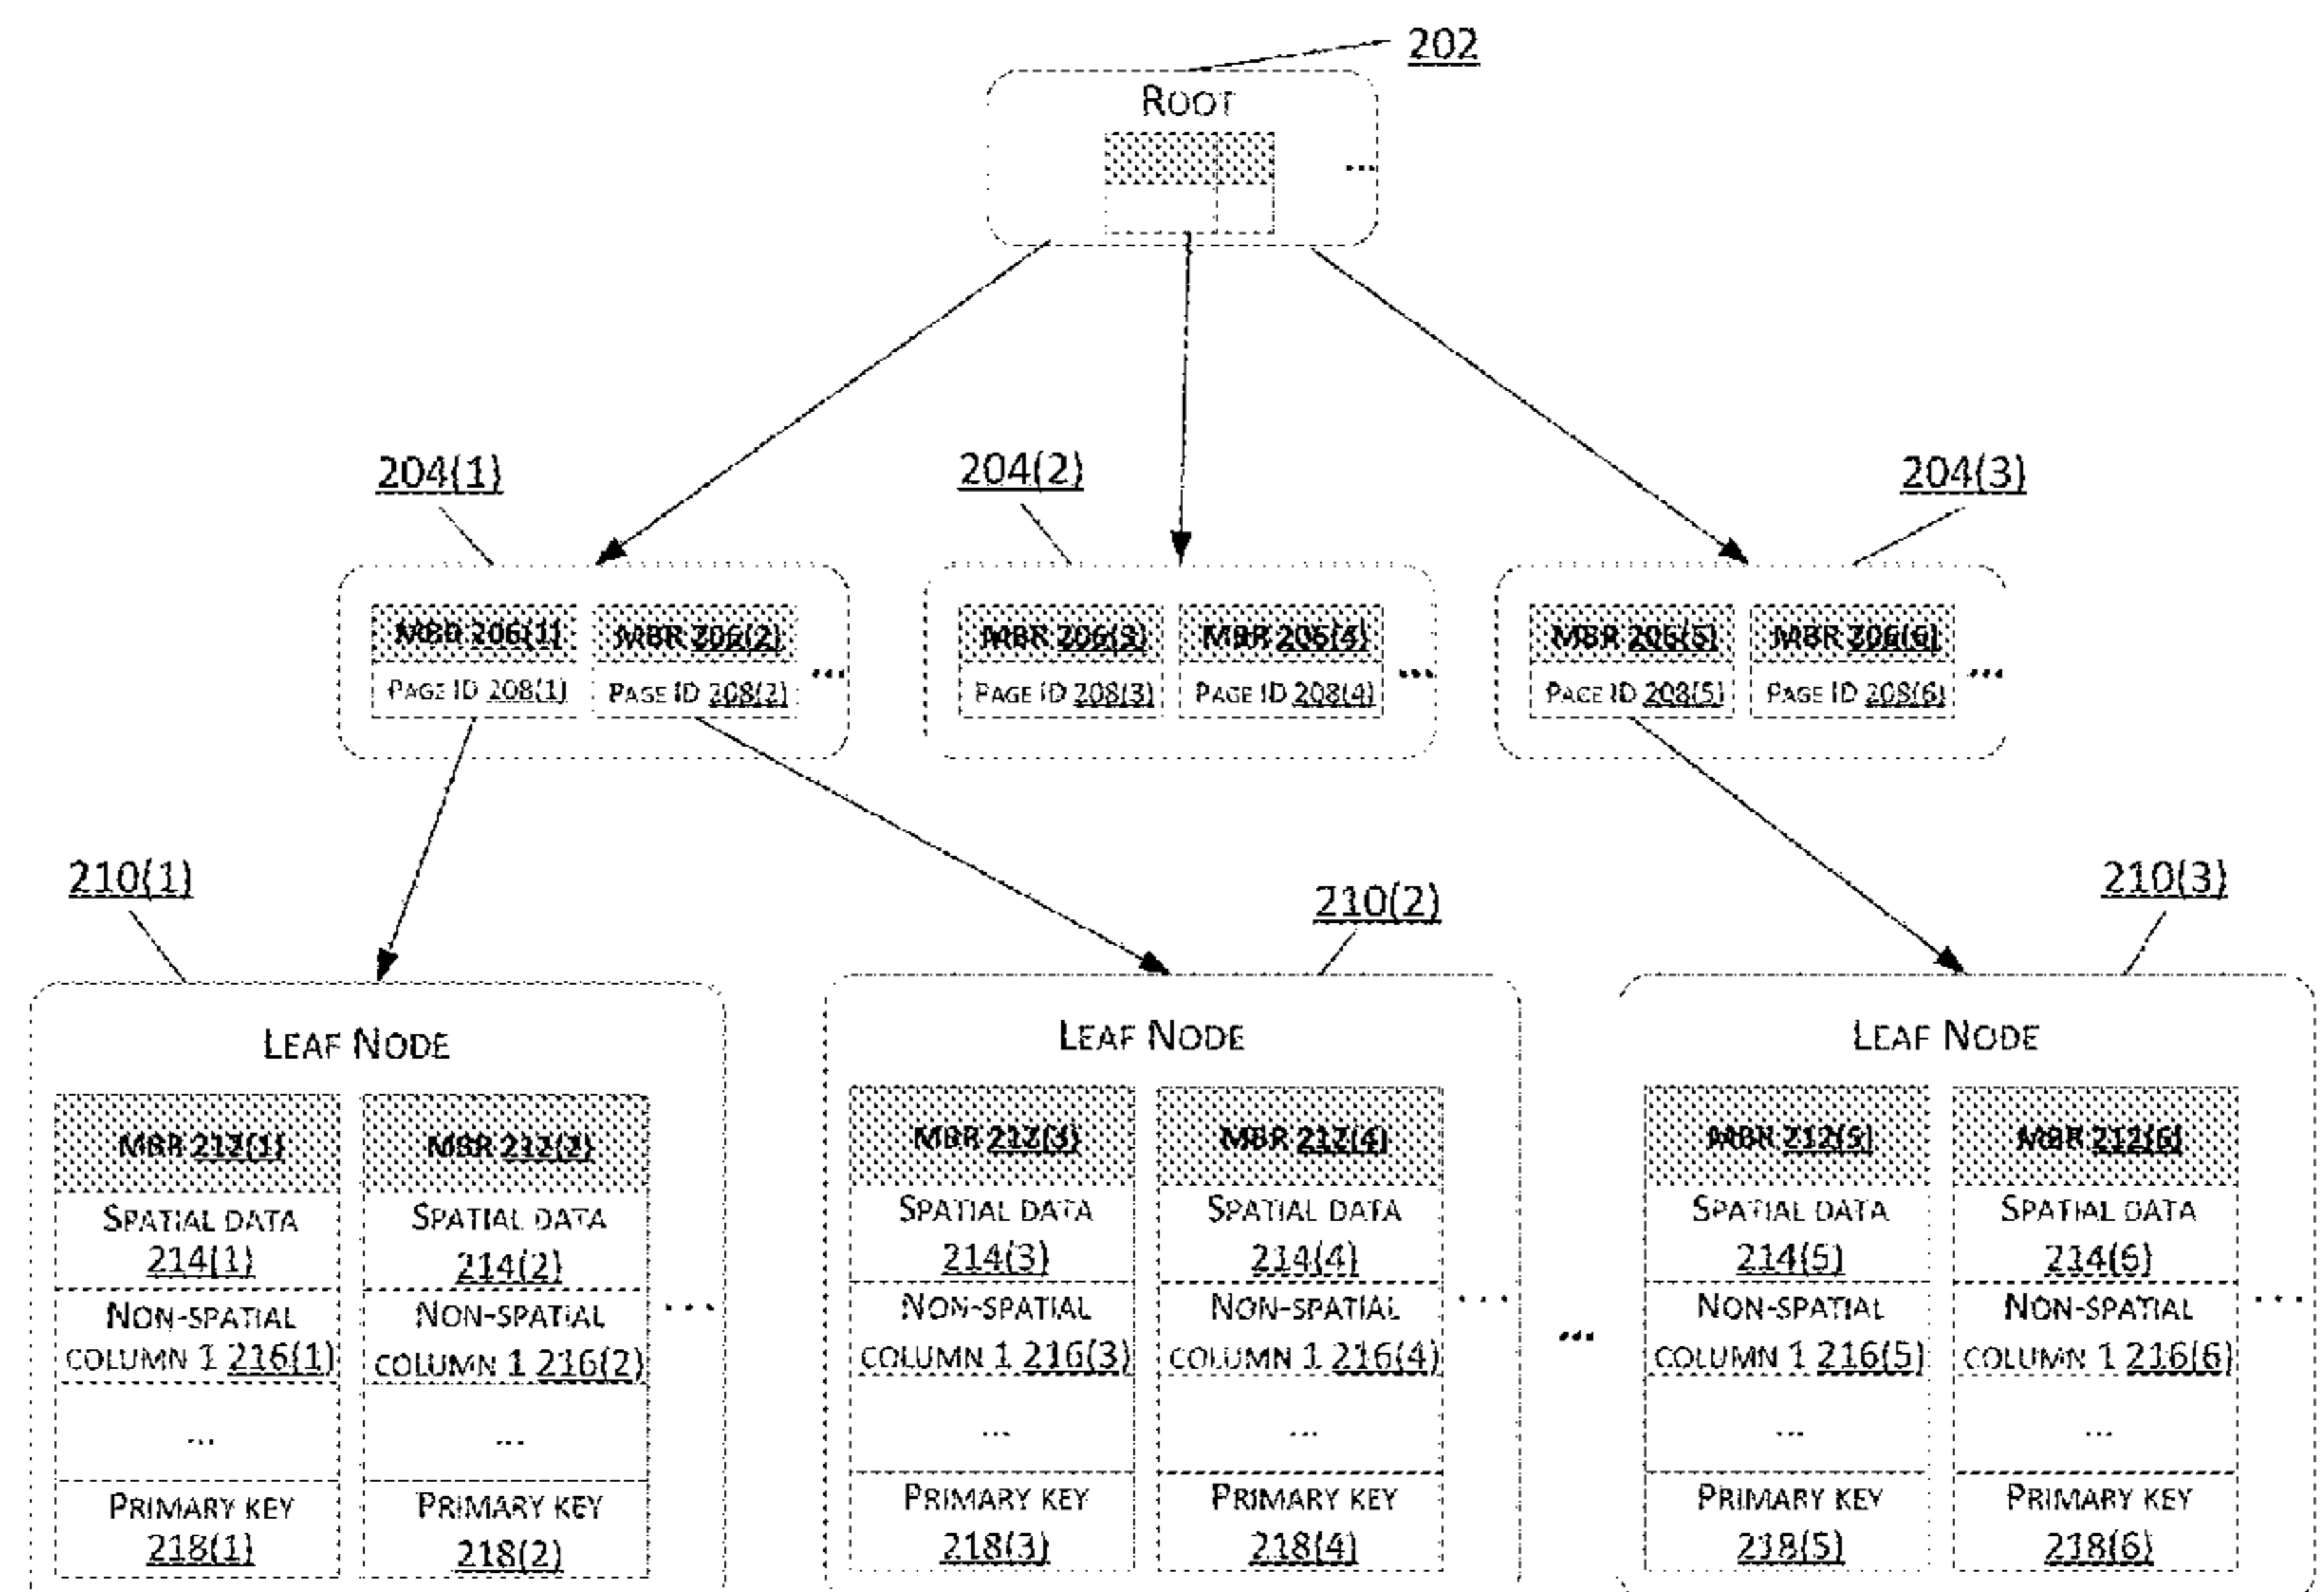 202
ROOT
...
204(1)
204(2)
204(3)
MBR 206(1)
MBR 206(2)
...
PAGE ID 208(1)
PAGE ID 208(2)
MBR 206(3)
MBR 206(4)
...
PAGE ID 208(3)
PAGE ID 208(4)
MBR 206(5)
MBR 206(6)
...
PAGE ID 208(5)
PAGE ID 208(6)
210(1)
210(2)
210(3)
LEAF NODE
MBR 212(1)
SPATIAL DATA
214(1)
NON-SPATIAL
COLUMN 1 216(1)
...
PRIMARY KEY
218(1)
MBR 212(2)
SPATIAL DATA
214(2)
NON-SPATIAL
COLUMN 1 216(2)
...
PRIMARY KEY
218(2)
...
LEAF NODE
MBR 212(3)
SPATIAL DATA
214(3)
NON-SPATIAL
COLUMN 1 216(3)
...
PRIMARY KEY
218(3)
MBR 212(4)
SPATIAL DATA
214(4)
NON-SPATIAL
COLUMN 1 216(4)
...
PRIMARY KEY
218(4)
...
...
LEAF NODE
MBR 212(5)
SPATIAL DATA
214(5)
NON-SPATIAL
COLUMN 1 216(5)
...
PRIMARY KEY
218(5)
MBR 212(6)
SPATIAL DATA
214(6)
NON-SPATIAL
COLUMN 1 216(6)
...
PRIMARY KEY
218(6)
...